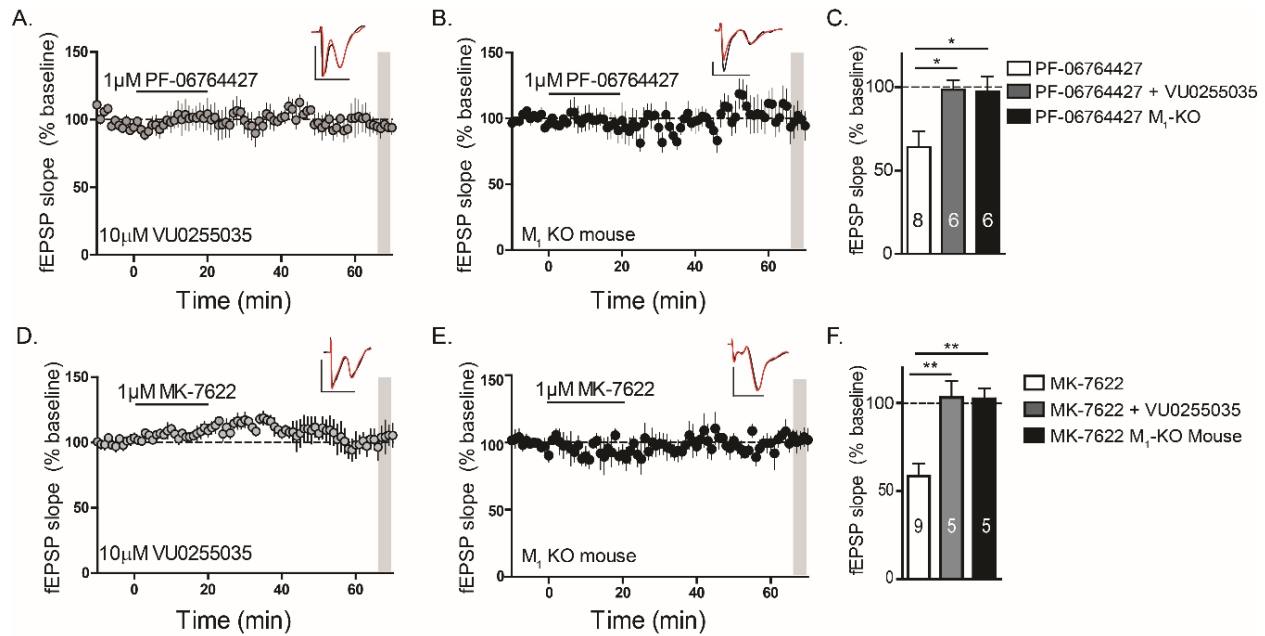 A.
fEPSP slope (% baseline)
150
100
50
0
1μM PF-06764427
10μM VU0255035
0 20 40 60
Time (min)
B.
fEPSP slope (% baseline)
150
100
50
0
1μM PF-06764427
M₁ KO mouse
0 20 40 60
Time (min)
C.
fEPSP slope (% baseline)
100
50
0
*
*
8 6 6
PF-06764427
PF-06764427 + VU0255035
PF-06764427 M₁-KO
D.
fEPSP slope (% baseline)
150
100
50
0
1μM MK-7622
10μM VU0255035
0 20 40 60
Time (min)
E.
fEPSP slope (% baseline)
150
100
50
0
1μM MK-7622
M₁ KO mouse
0 20 40 60
Time (min)
F.
fEPSP slope (% baseline)
100
50
0
**
**
9 5 5
MK-7622
MK-7622 + VU0255035
MK-7622 M₁-KO Mouse